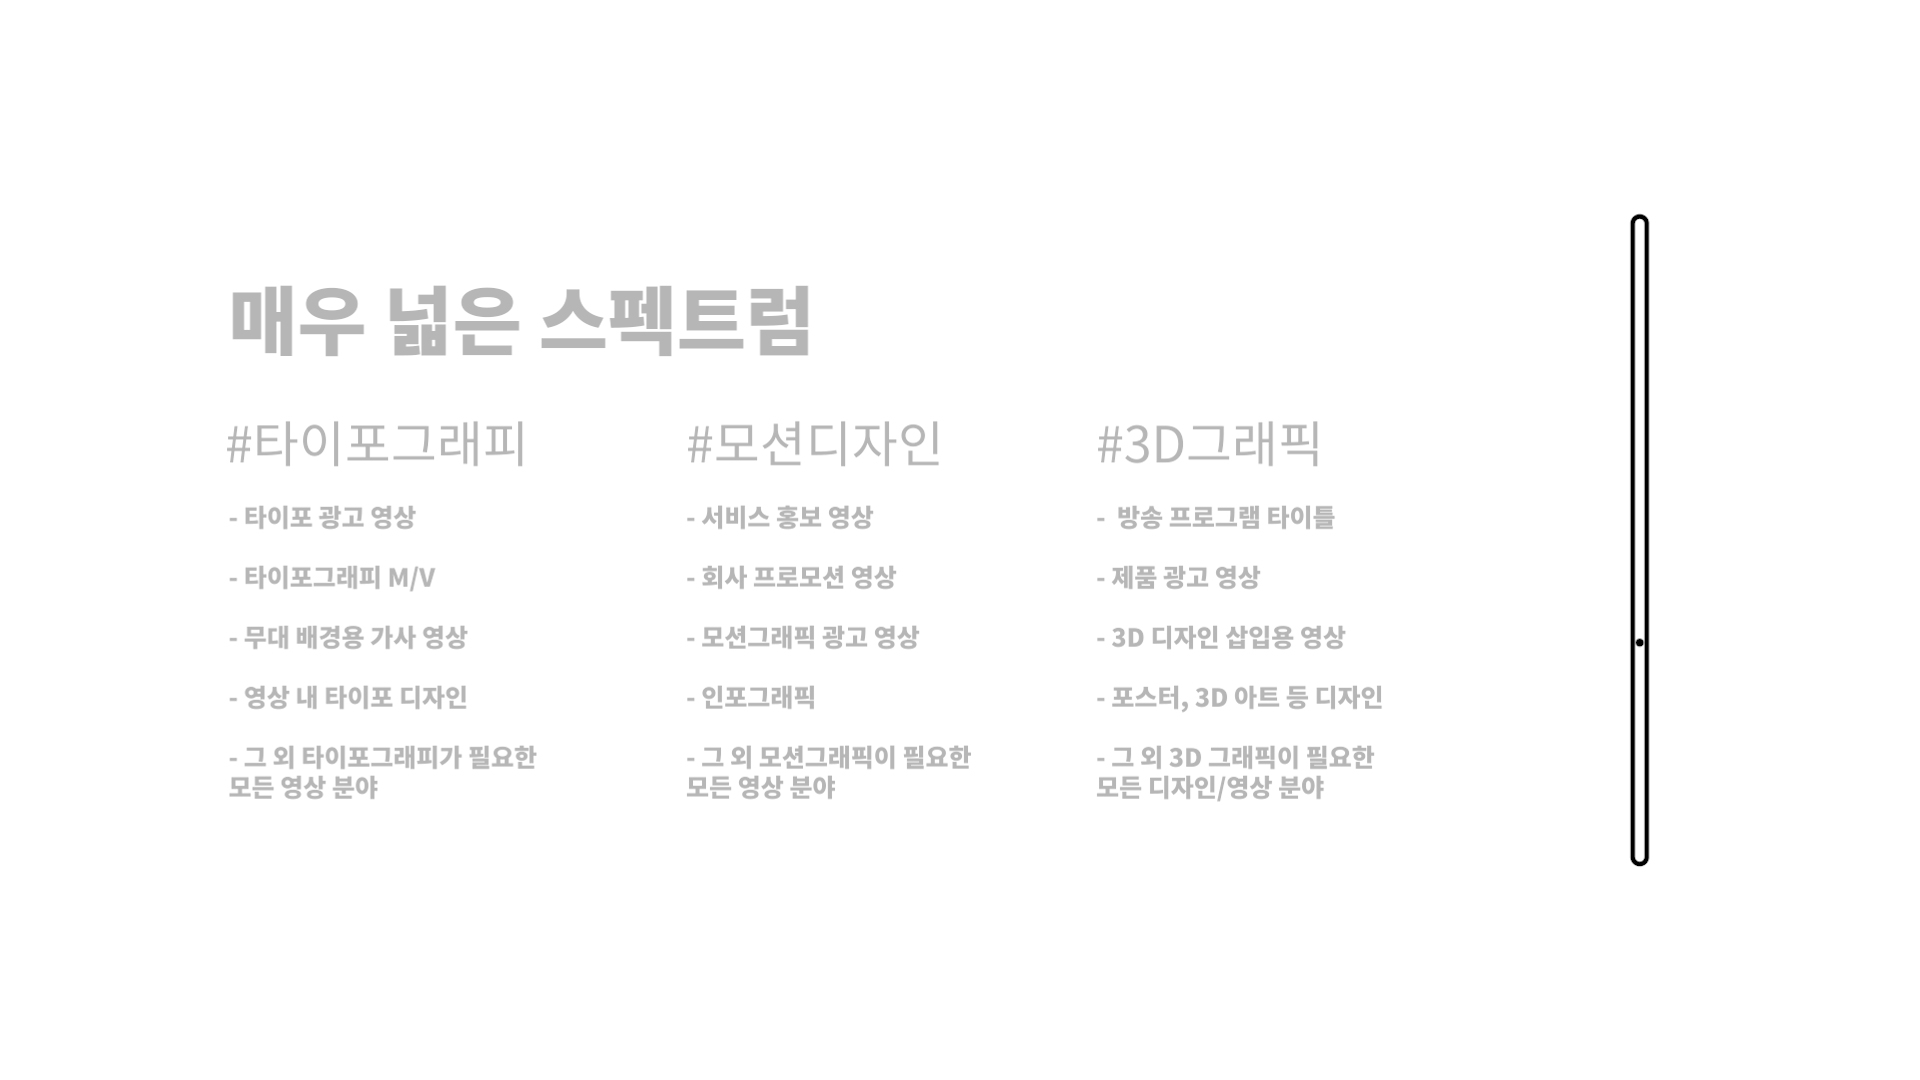 매우 넓은 스펙트럼
#타이포그래피
- 타이포 광고 영상
- 타이포그래피 M/V
- 무대 배경용 가사 영상
- 영상 내 타이포 디자인
- 그 외 타이포그래피가 필요한
모든 영상 분야
#모션디자인
- 서비스 홍보 영상
- 회사 프로모션 영상
- 모션그래픽 광고 영상
- 인포그래픽
- 그 외 모션그래픽이 필요한
모든 영상 분야
#3D그래픽
- 방송 프로그램 타이틀
- 제품 광고 영상
- 3D 디자인 삽입용 영상
- 포스터, 3D 아트 등 디자인
- 그 외 3D 그래픽이 필요한
모든 디자인/영상 분야